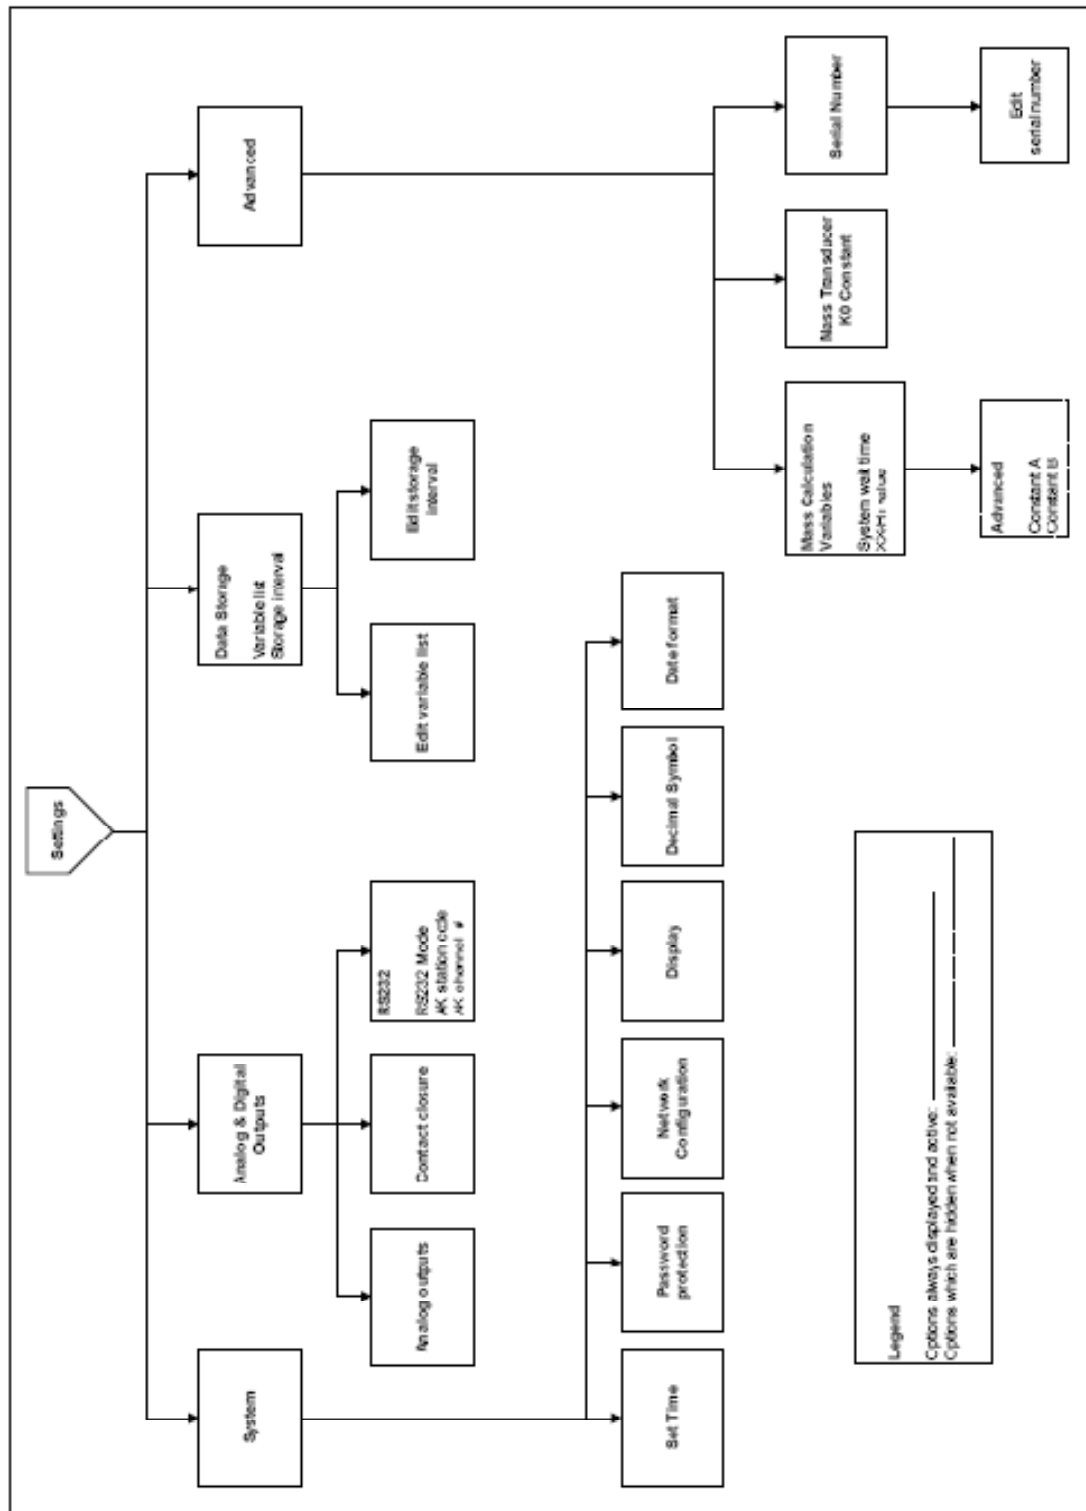 Settings
System
Analog & Digital
Outputs
Data Storage
Variable list
Storage interval
Advanced
Analog outputs
Contact closure
RS232
RS232 Mode
AK station code
AK channel #
Edit variable list
Edit storage
interval
Set Time
Password
protection
Network
Configuration
Display
Decimal Symbol
Date format
Mass Calculation
Variables
System wait time
XX-Hr value
Mass Transducer
K0 Constant
Serial Number
Advanced
Constant A
Constant B
Edit
serial number
Legend
Options always displayed and active:
Options which are hidden when not available: